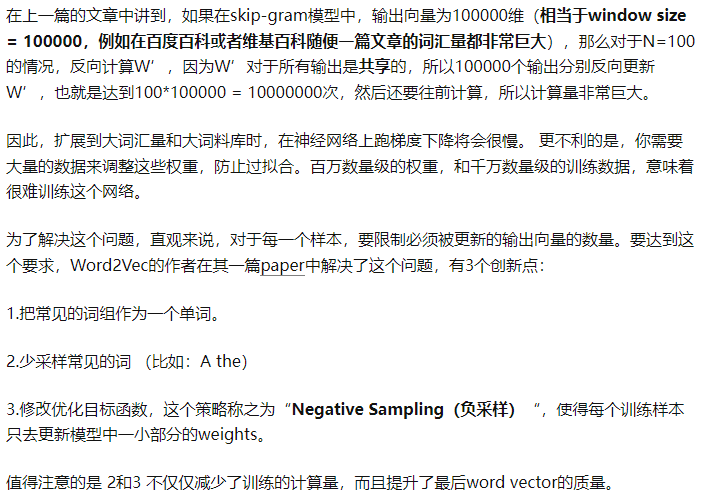 在上一篇的文章中讲到，如果在skip-gram模型中，输出向量为100000维（相当于window size
= 100000，例如在百度百科或者维基百科随便一篇文章的词汇量都非常巨大），那么对于N=100
的情况，反向计算W’，因为W’对于所有输出是共享的，所以100000个输出分别反向更新
W’，也就是达到100*100000 = 10000000次，然后还要往前计算，所以计算量非常巨大。
因此，扩展到大词汇量和大词料库时，在神经网络上跑梯度下降将会很慢。 更不利的是，你需要
大量的数据来调整这些权重，防止过拟合。百万数量级的权重，和千万数量级的训练数据，意味着
很难训练这个网络。
为了解决这个问题，直观来说，对于每一个样本，要限制必须被更新的输出向量的数量。要达到这
个要求，Word2Vec的作者在其一篇paper中解决了这个问题，有3个创新点：
1.把常见的词组作为一个单词。
2.少采样常见的词 （比如：A the）
3.修改优化目标函数，这个策略称之为“Negative Sampling（负采样）“，使得每个训练样本
只去更新模型中一小部分的weights。
值得注意的是 2和3 不仅仅减少了训练的计算量，而且提升了最后word vector的质量。